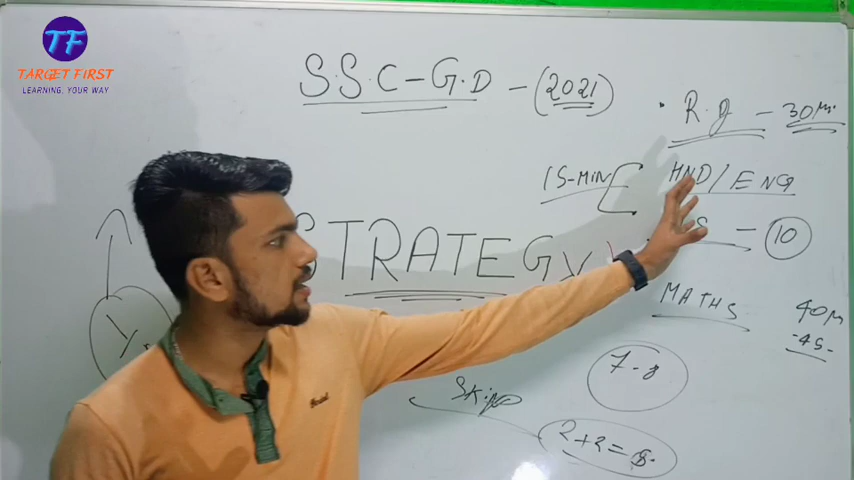 TF
TARGET FIRST
LEARNING, YOUR WAY
S.S.C-G.D - (2021)
R.g - 30M.
15-MIN
HND/ENG
S - 10
STRATEGY
MATHS
40M
-45-
7-8
Skip
2+2=